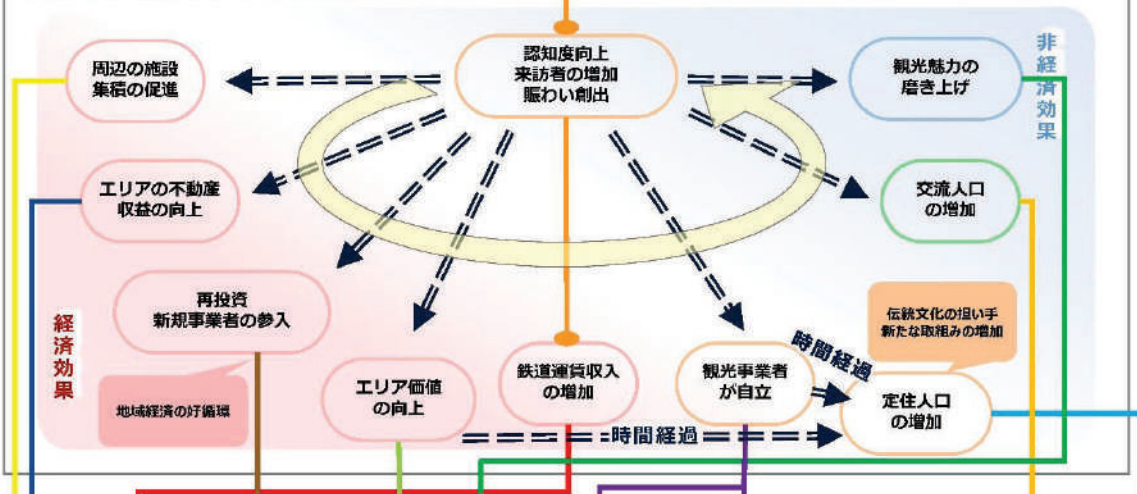 認知度向上
来訪者の増加
賑わい創出
周辺の施設
集積の促進
観光魅力の
磨き上げ
非経済効果
エリアの不動産
収益の向上
交流人口
の増加
再投資
新規事業者の参入
伝統文化の担い手
新たな取組みの増加
経済効果
地域経済の好循環
エリア価値
の向上
鉄道運賃収入
の増加
観光事業者
が自立
時間経過
定住人口
の増加
時間経過